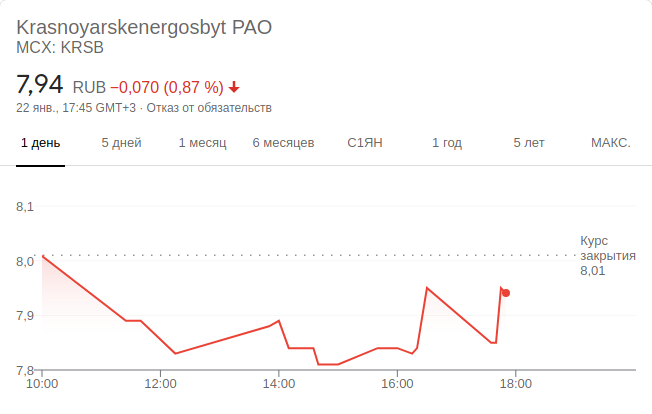 Krasnoyarskenergosbyt PAO
MCX: KRSB
7,94 RUB −0,070 (0,87 %)
22 янв., 17:45 GMT+3 · Отказ от обязательств
1 день 5 дней 1 месяц 6 месяцев С1ЯН 1 год 5 лет МАКС.
8,1
Курс
закрытия
8,01
8,0
7,9
7,8
10:00 12:00 14:00 16:00 18:00